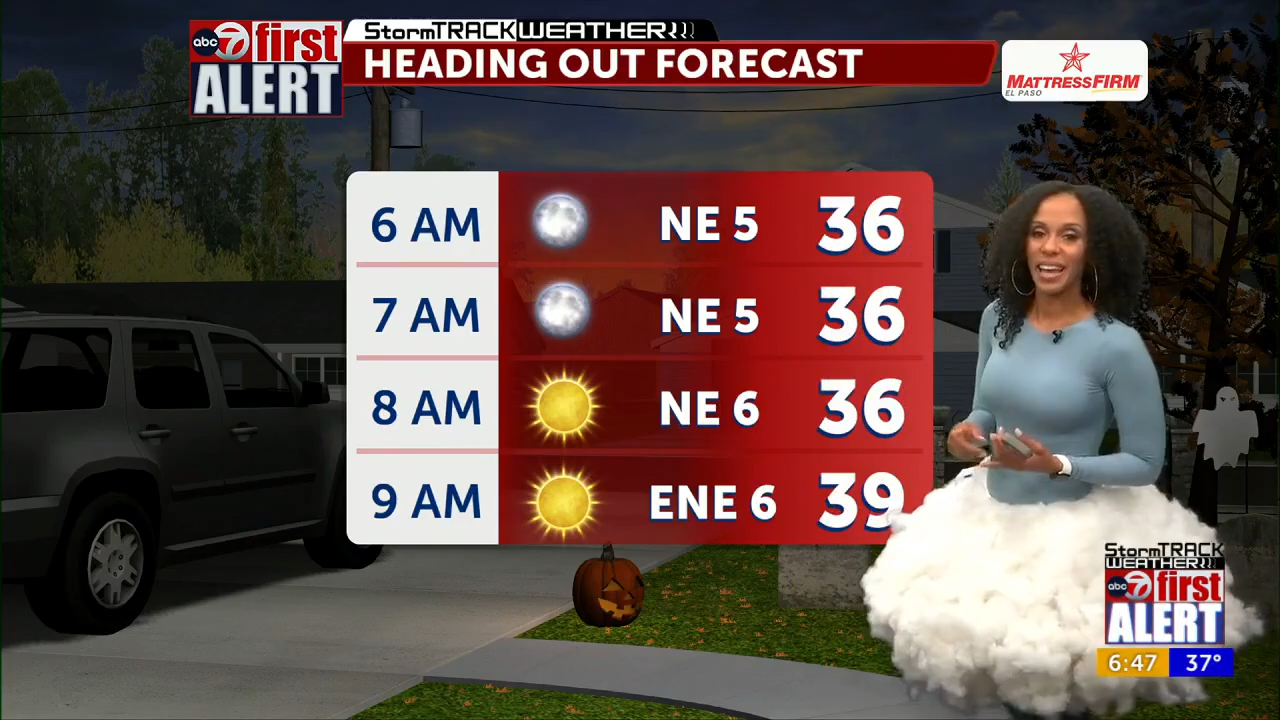 StormTRACK WEATHER
abc 7 first
ALERT
HEADING OUT FORECAST
MATTRESSFIRM
EL PASO
6 AM NE 5 36
7 AM NE 5 36
8 AM NE 6 36
9 AM ENE 6 39
StormTRACK
WEATHER
abc 7 first
ALERT
6:47 37°